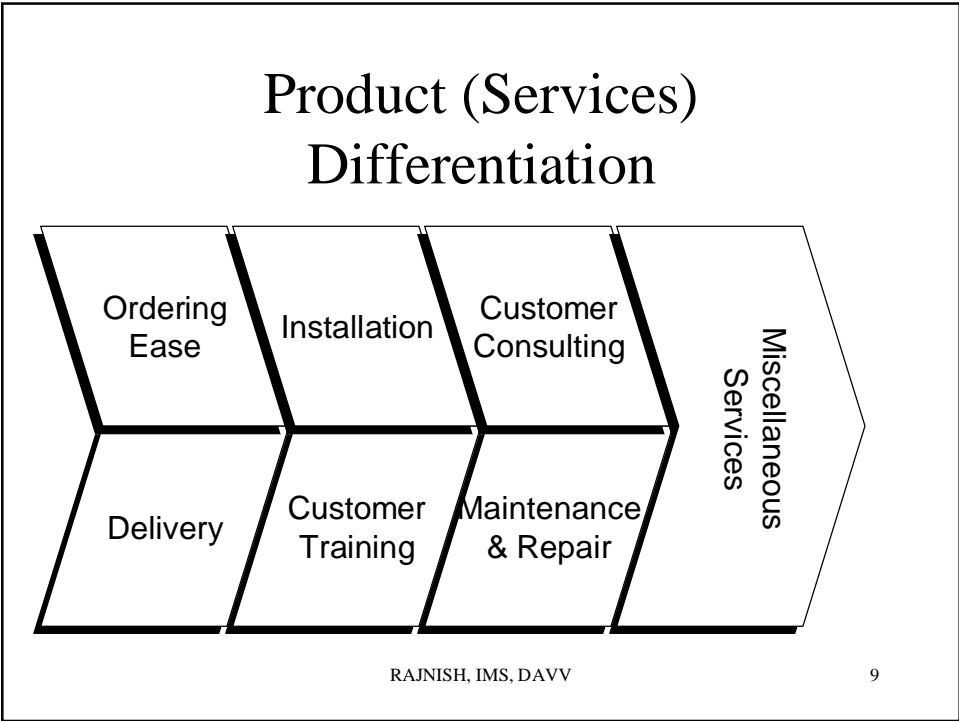 Product (Services)
Differentiation
Ordering
Ease
Installation
Customer
Consulting
Miscellaneous
Services
Delivery
Customer
Training
Maintenance
& Repair
RAJNISH, IMS, DAVV
9